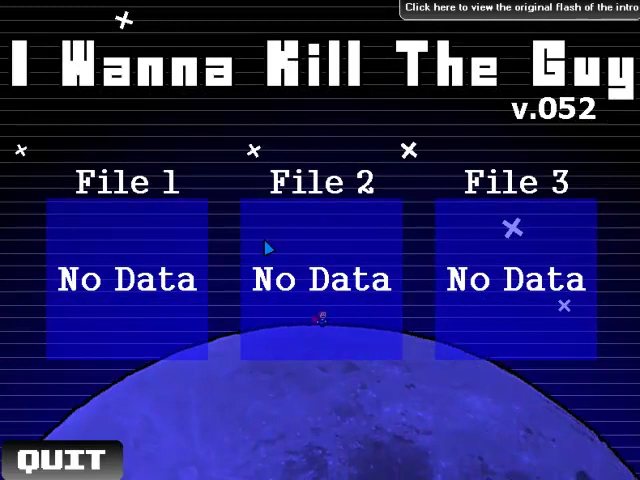 Click here to view the original flash of the intro
I Wanna Kill The Guy
v.052
File 1
File 2
File 3
No Data
No Data
No Data
QUIT